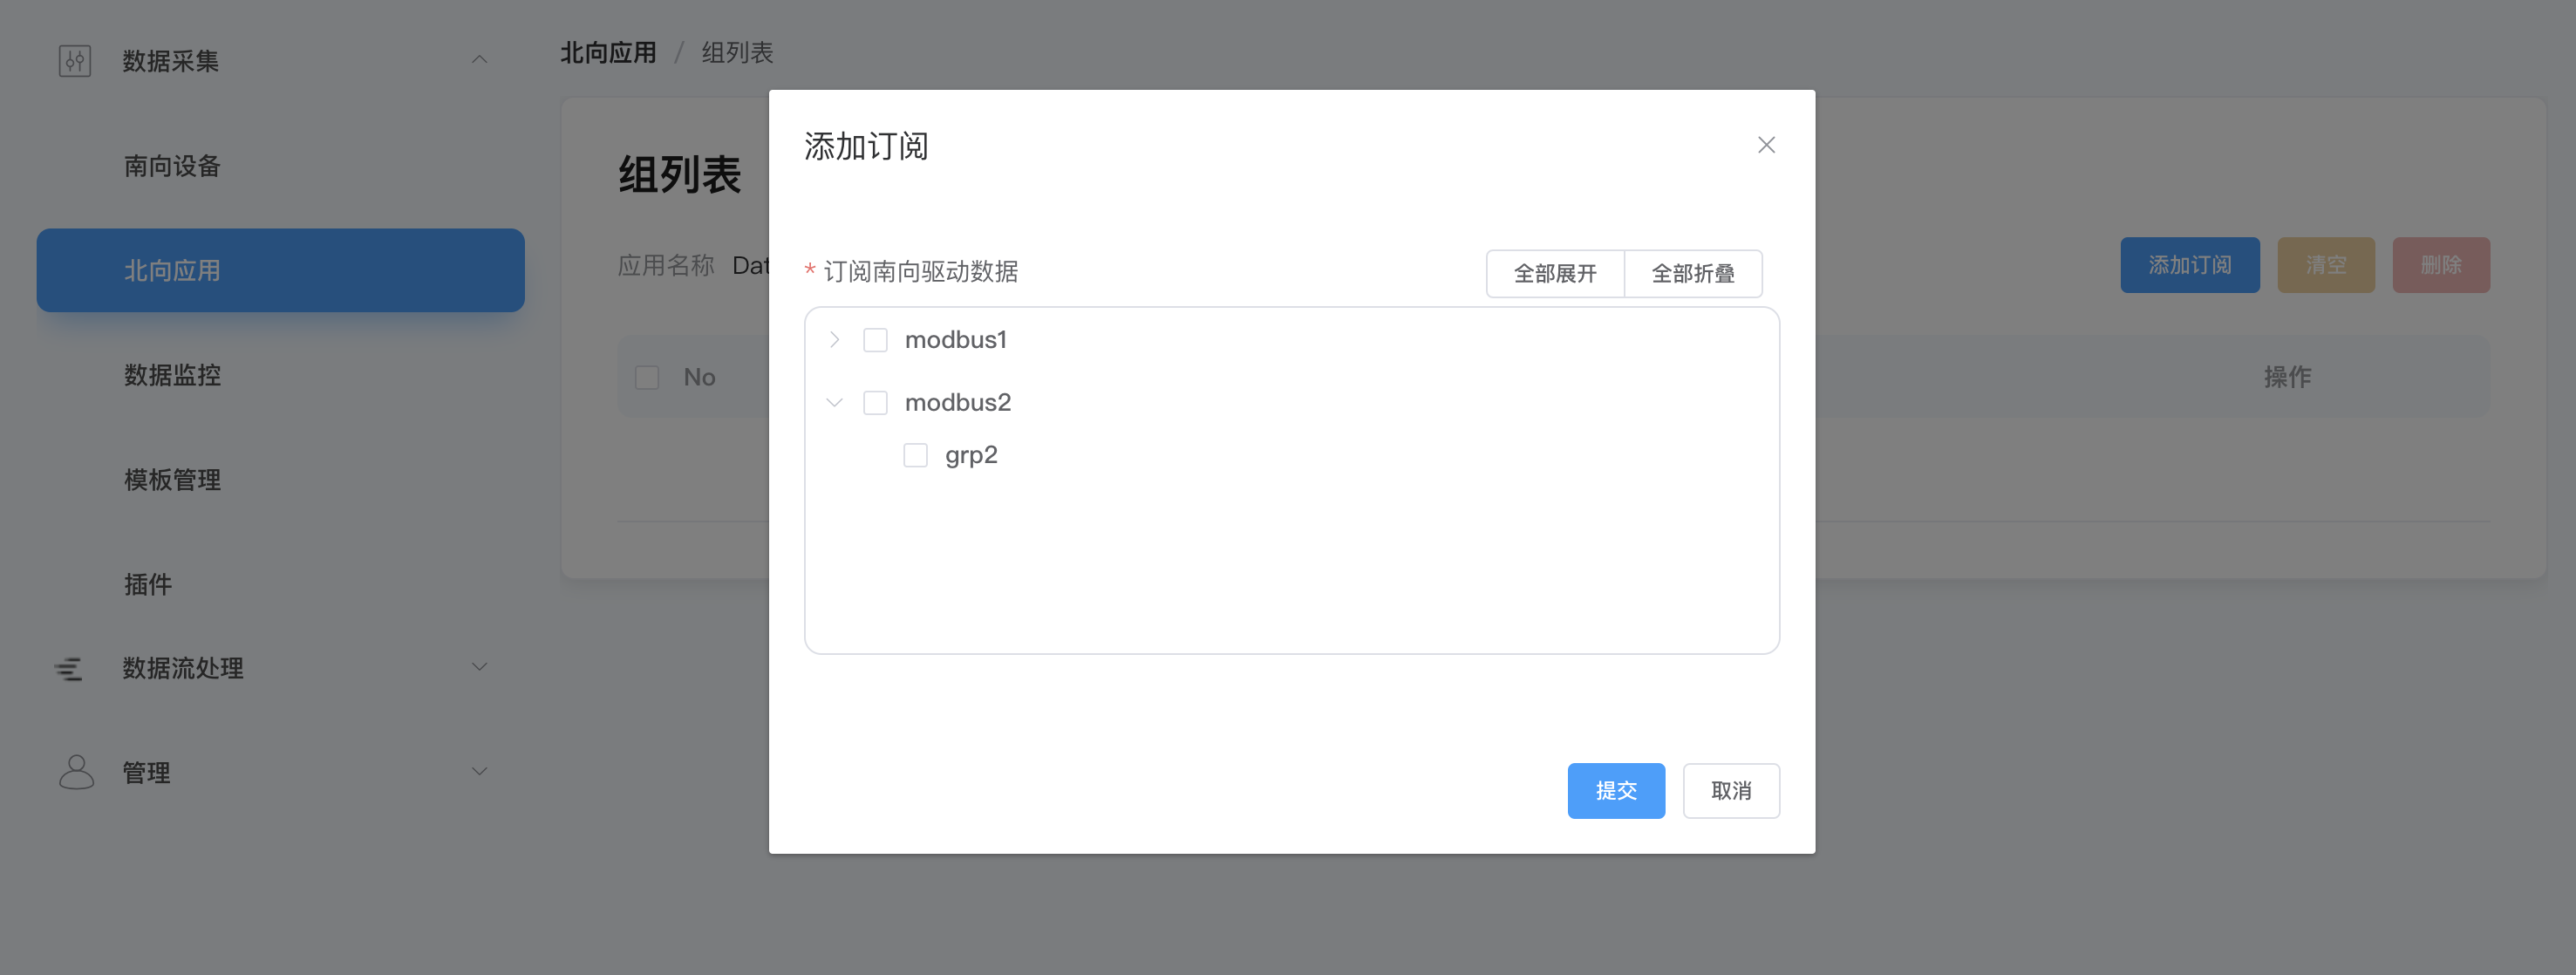 数据采集
南向设备
北向应用
数据监控
模板管理
插件
数据流处理
管理
北向应用 / 组列表
组列表
应用名称 Dat
添加订阅 清空 删除
No 操作
添加订阅
* 订阅南向驱动数据
全部展开 全部折叠
modbus1
modbus2
grp2
提交 取消